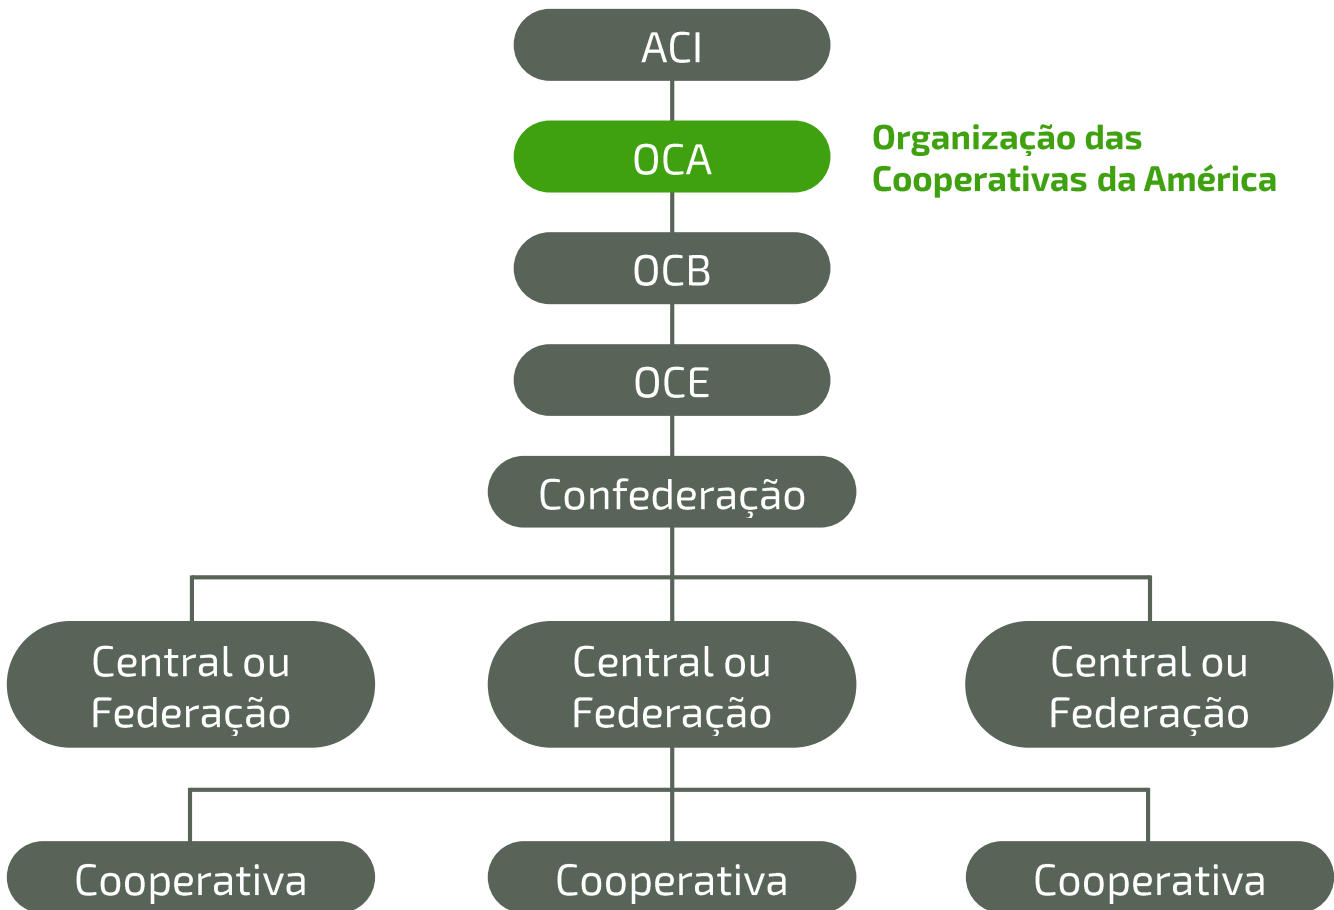 ACI
OCA
Organização das
Cooperativas da América
OCB
OCE
Confederação
Central ou
Federação
Central ou
Federação
Central ou
Federação
Cooperativa
Cooperativa
Cooperativa